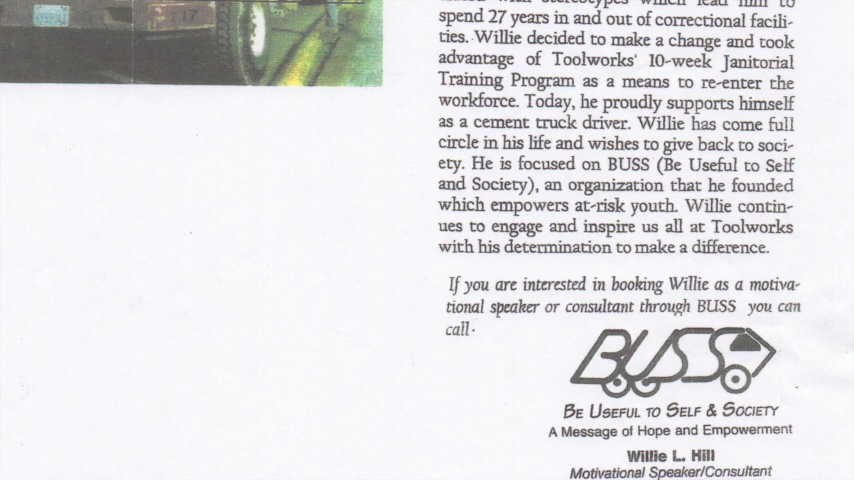 spend 27 years in and out of correctional facili-
ties. Willie decided to make a change and took
advantage of Toolworks' 10-week Janitorial
Training Program as a means to re-enter the
workforce. Today, he proudly supports himself
as a cement truck driver. Willie has come full
circle in his life and wishes to give back to soci-
ety. He is focused on BUSS (Be Useful to Self
and Society), an organization that he founded
which empowers at-risk youth. Willie contin-
ues to engage and inspire us all at Toolworks
with his determination to make a difference.
If you are interested in booking Willie as a motiva-
tional speaker or consultant through BUSS you can
call·
BUSS
BE USEFUL TO SELF & SOCIETY
A Message of Hope and Empowerment
Willie L. Hill
Motivational Speaker/Consultant